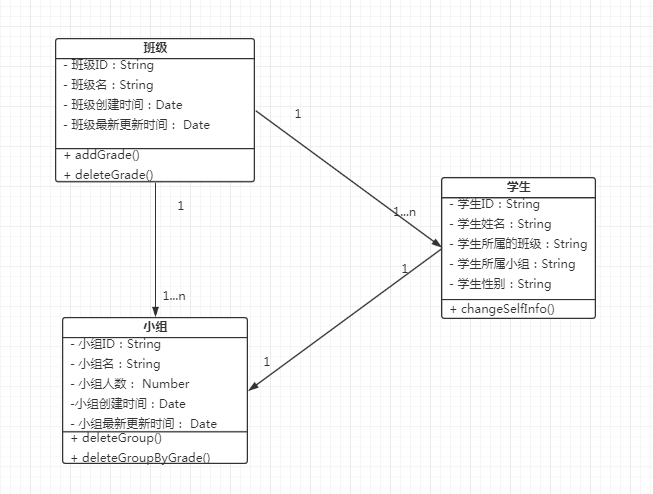 班级
- 班级ID：String
- 班级名：String
- 班级创建时间：Date
- 班级最新更新时间： Date
+ addGrade()
+ deleteGrade()
1
1...n
学生
- 学生ID：String
- 学生姓名：String
- 学生所属的班级：String
- 学生所属小组：String
- 学生性别：String
+ changeSelfInfo()
1
1...n
1
1
小组
- 小组ID：String
- 小组名：String
- 小组人数： Number
-小组创建时间：Date
- 小组最新更新时间： Date
+ deleteGroup()
+ deleteGroupByGrade()